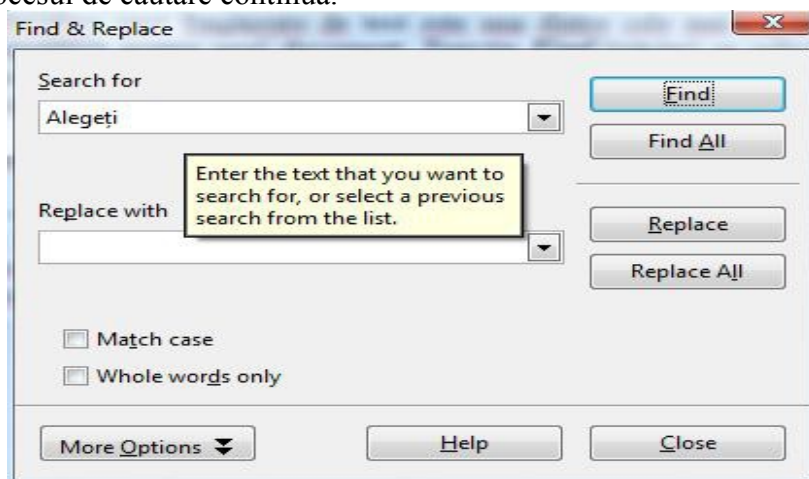 căutare continuă.
Find & Replace
Search for
Alegeți
Find
Find All
Enter the text that you want to
search for, or select a previous
search from the list.
Replace with
Replace
Replace All
Match case
Whole words only
More Options
Help
Close